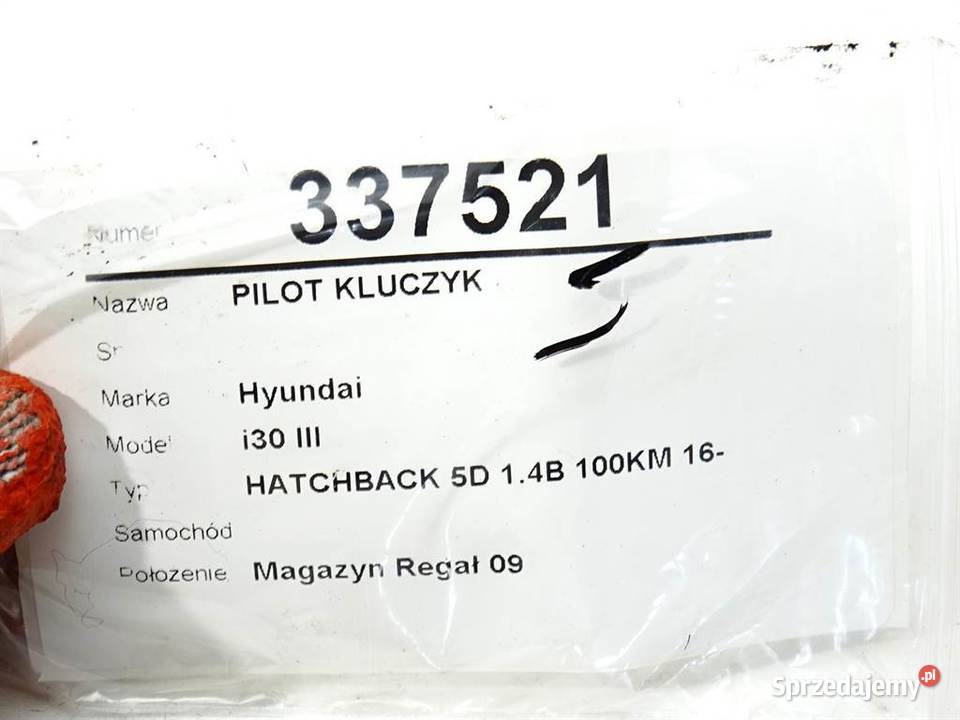 Numer 337521
Nazwa PILOT KLUCZYK
Sr
Marka Hyundai
Model i30 III
Typ HATCHBACK 5D 1.4B 100KM 16-
Samochód
Położenie Magazyn Regał 09
Sprzedajemy.pl